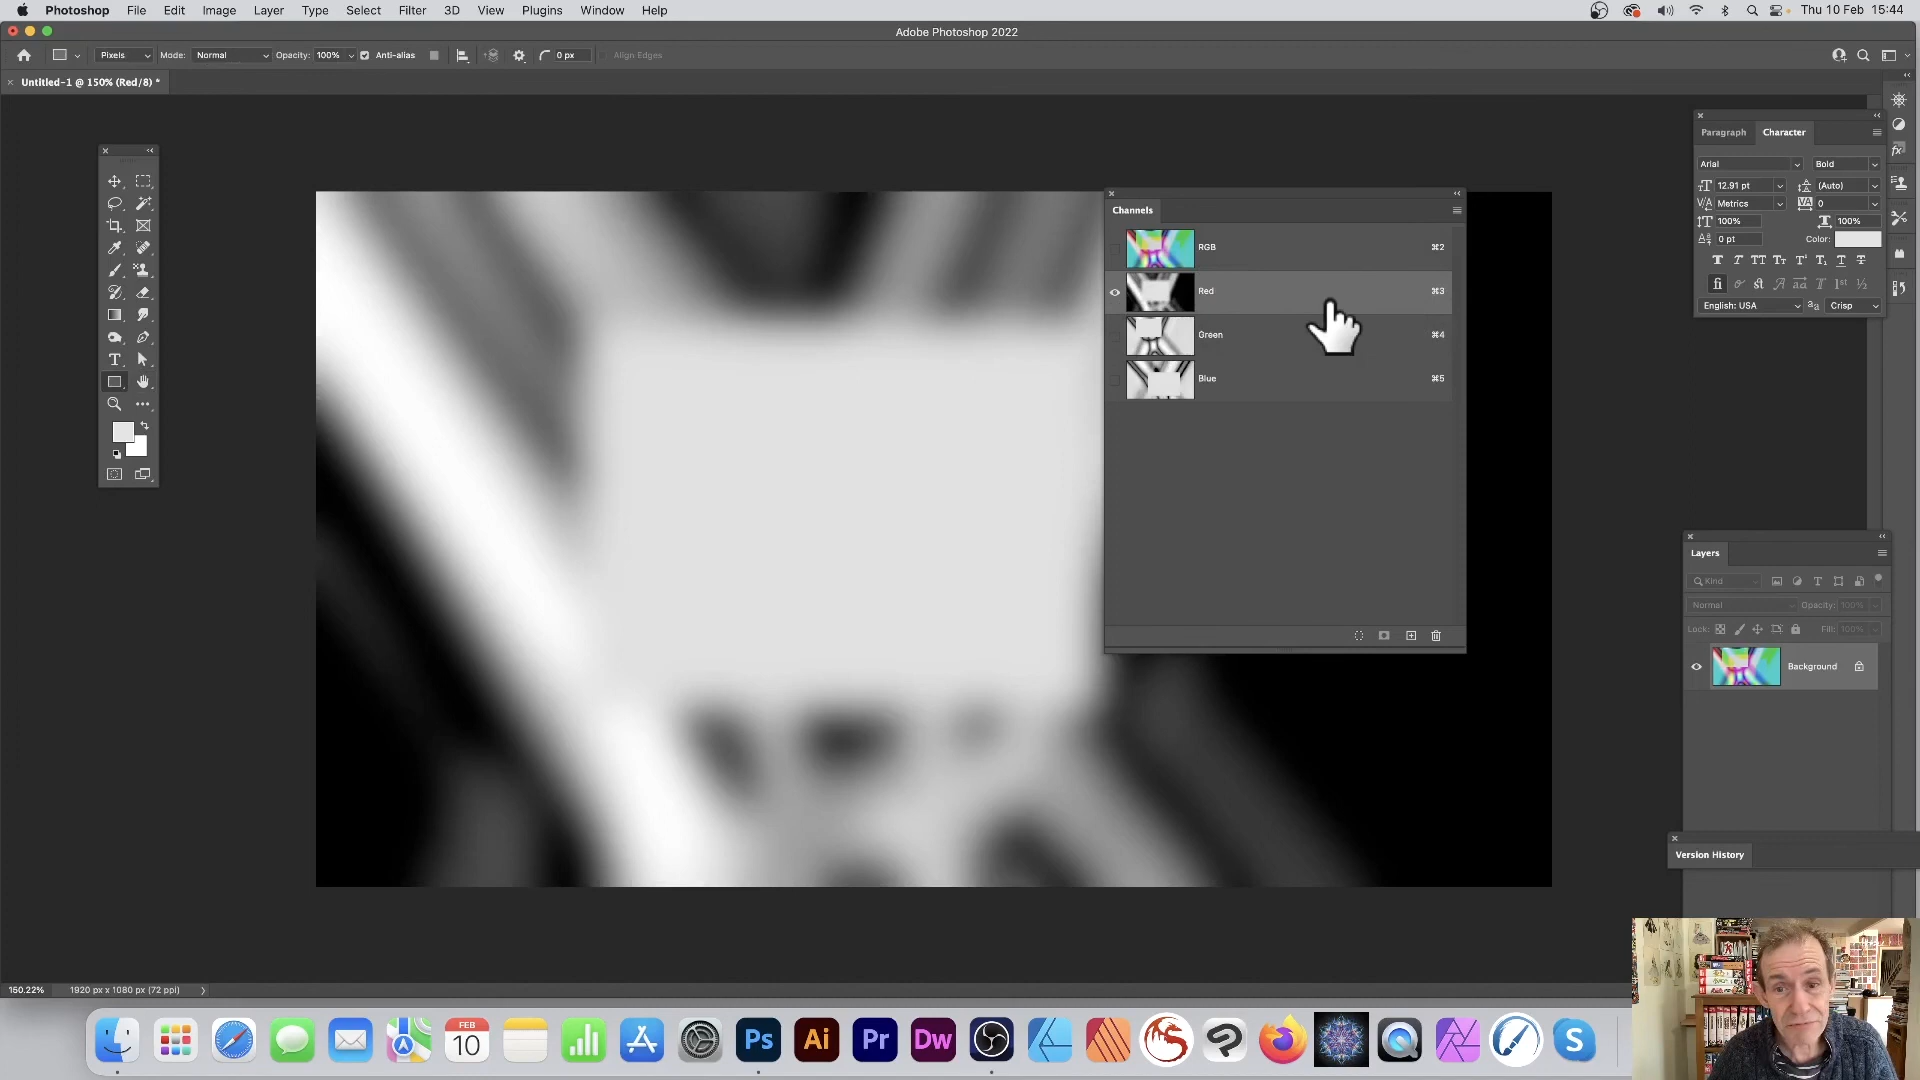 Photoshop File Edit Image Layer Type Select Filter 3D View Plugins Window Help Thu 10 Feb 15:44
Adobe Photoshop 2022
Pixels Mode: Normal Opacity: 100% Anti-alias 0 px Align Edges
Untitled-1 @ 150% (Red/8) *
Paragraph Character
Arial Bold
12.91 pt (Auto)
Metrics 0
100% 100%
0 pt Color:
English: USA Crisp
Channels
RGB ⌘2
Red ⌘3
Green ⌘4
Blue ⌘5
Layers
Kind
Normal Opacity: 100%
Lock: Fill: 100%
Background
Version History
150.22% 1920 px x 1080 px (72 ppi)
FEB
10
Ps Ai Pr Dw